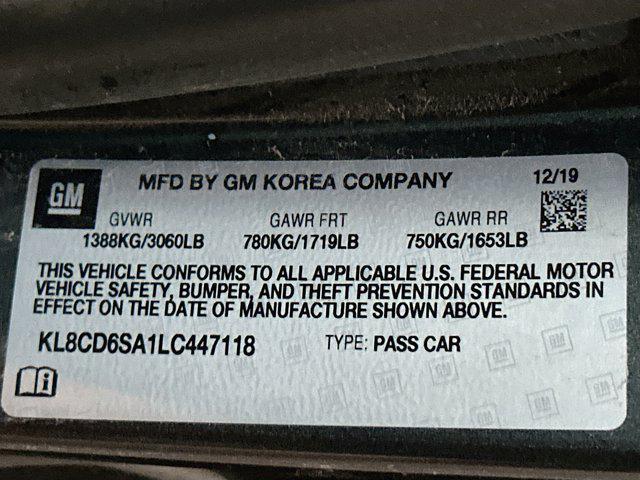 GM
MFD BY GM KOREA COMPANY 12/19
GVWR GAWR FRT GAWR RR
1388KG/3060LB 780KG/1719LB 750KG/1653LB
THIS VEHICLE CONFORMS TO ALL APPLICABLE U.S. FEDERAL MOTOR
VEHICLE SAFETY, BUMPER, AND THEFT PREVENTION STANDARDS IN
EFFECT ON THE DATE OF MANUFACTURE SHOWN ABOVE.
KL8CD6SA1LC447118 TYPE: PASS CAR